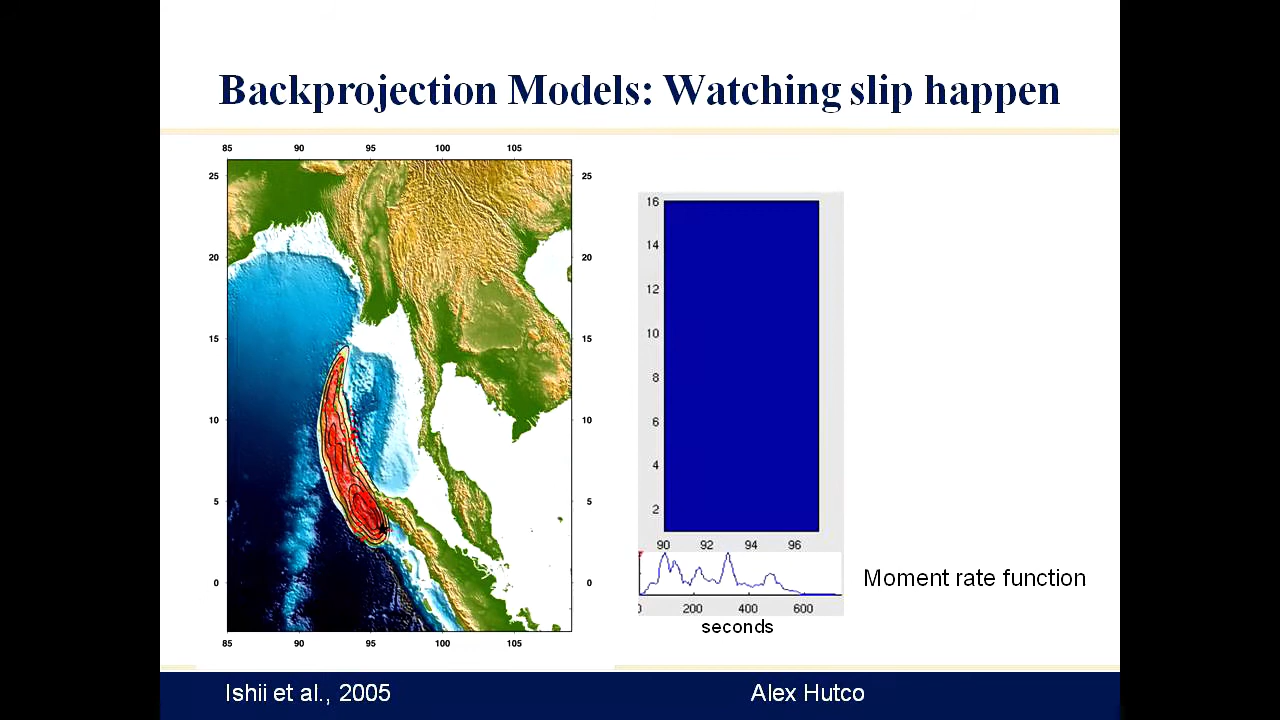 Backprojection Models: Watching slip happen
85 90 95 100 105
25 25
20 20
15 15
10 10
5 5
0 0
85 90 95 100 105
16
14
12
10
8
6
4
2
90 92 94 96
0 200 400 600
seconds
Moment rate function
Ishii et al., 2005
Alex Hutco